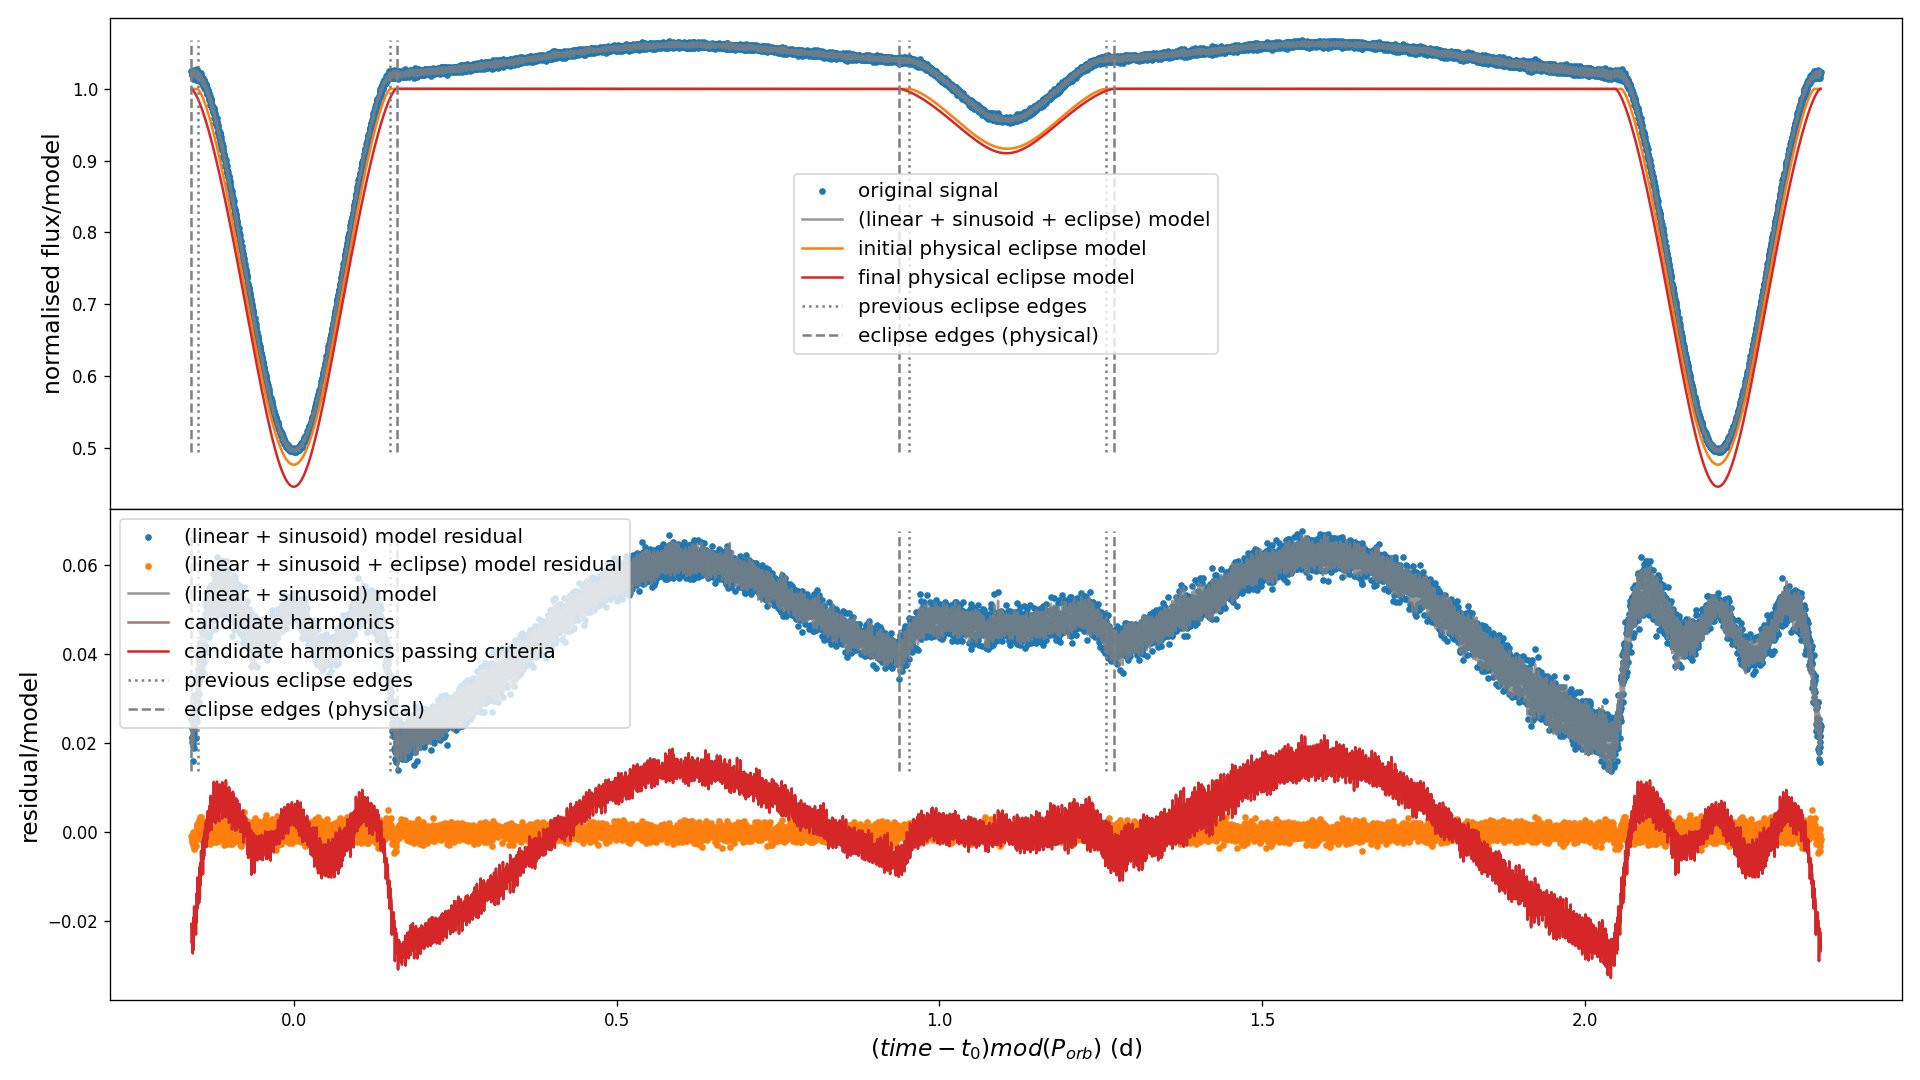 normalised flux/model
1.0
0.9
0.8
0.7
0.6
0.5
original signal
(linear + sinusoid + eclipse) model
initial physical eclipse model
final physical eclipse model
previous eclipse edges
eclipse edges (physical)
residual/model
0.06
0.04
0.02
0.00
−0.02
(linear + sinusoid) model residual
(linear + sinusoid + eclipse) model residual
(linear + sinusoid) model
candidate harmonics
candidate harmonics passing criteria
previous eclipse edges
eclipse edges (physical)
0.0 0.5 1.0 1.5 2.0
(time − t₀)mod(P_orb) (d)